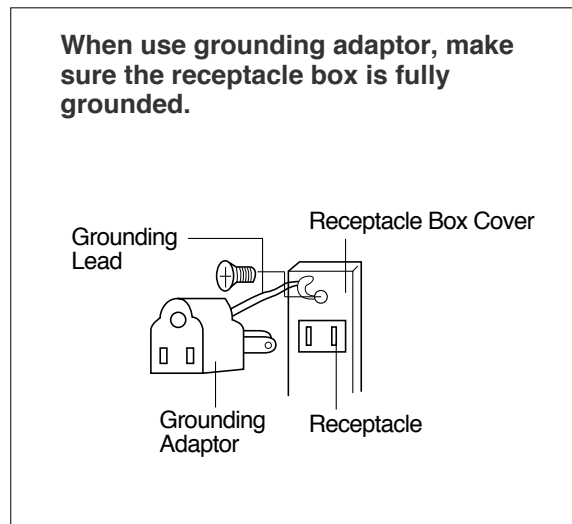 When use grounding adaptor, make
sure the receptacle box is fully
grounded.
Receptacle Box Cover
Grounding
Lead
Grounding
Adaptor
Receptacle